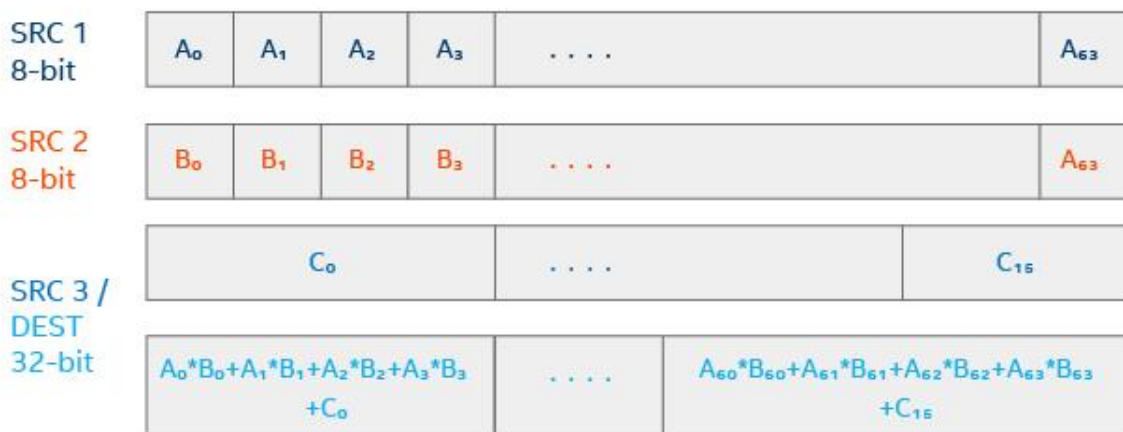 SRC 1
8-bit
A₀ A₁ A₂ A₃ . . . . A₆₃
SRC 2
8-bit
B₀ B₁ B₂ B₃ . . . . A₆₃
SRC 3 /
DEST
32-bit
C₀ . . . . C₁₅
A₀*B₀+A₁*B₁+A₂*B₂+A₃*B₃
+C₀
. . . .
A₆₀*B₆₀+A₆₁*B₆₁+A₆₂*B₆₂+A₆₃*B₆₃
+C₁₅